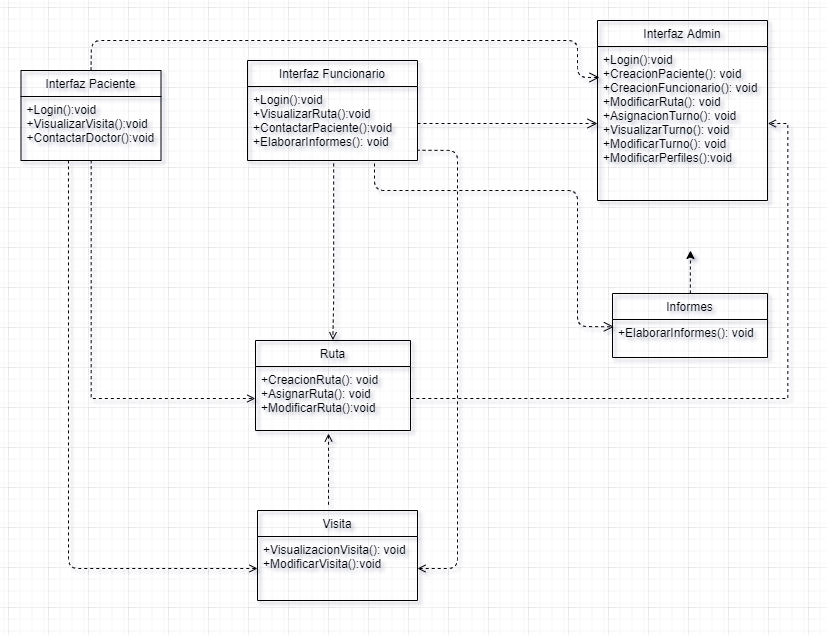 Interfaz Paciente
+Login():void
+VisualizarVisita():void
+ContactarDoctor():void
Interfaz Funcionario
+Login():void
+VisualizarRuta():void
+ContactarPaciente():void
+ElaborarInformes(): void
Interfaz Admin
+Login():void
+CreacionPaciente(): void
+CreacionFuncionario(): void
+ModificarRuta(): void
+AsignacionTurno(): void
+VisualizarTurno(): void
+ModificarTurno(): void
+ModificarPerfiles():void
Informes
+ElaborarInformes(): void
Ruta
+CreacionRuta(): void
+AsignarRuta(): void
+ModificarRuta():void
Visita
+VisualizacionVisita(): void
+ModificarVisita():void